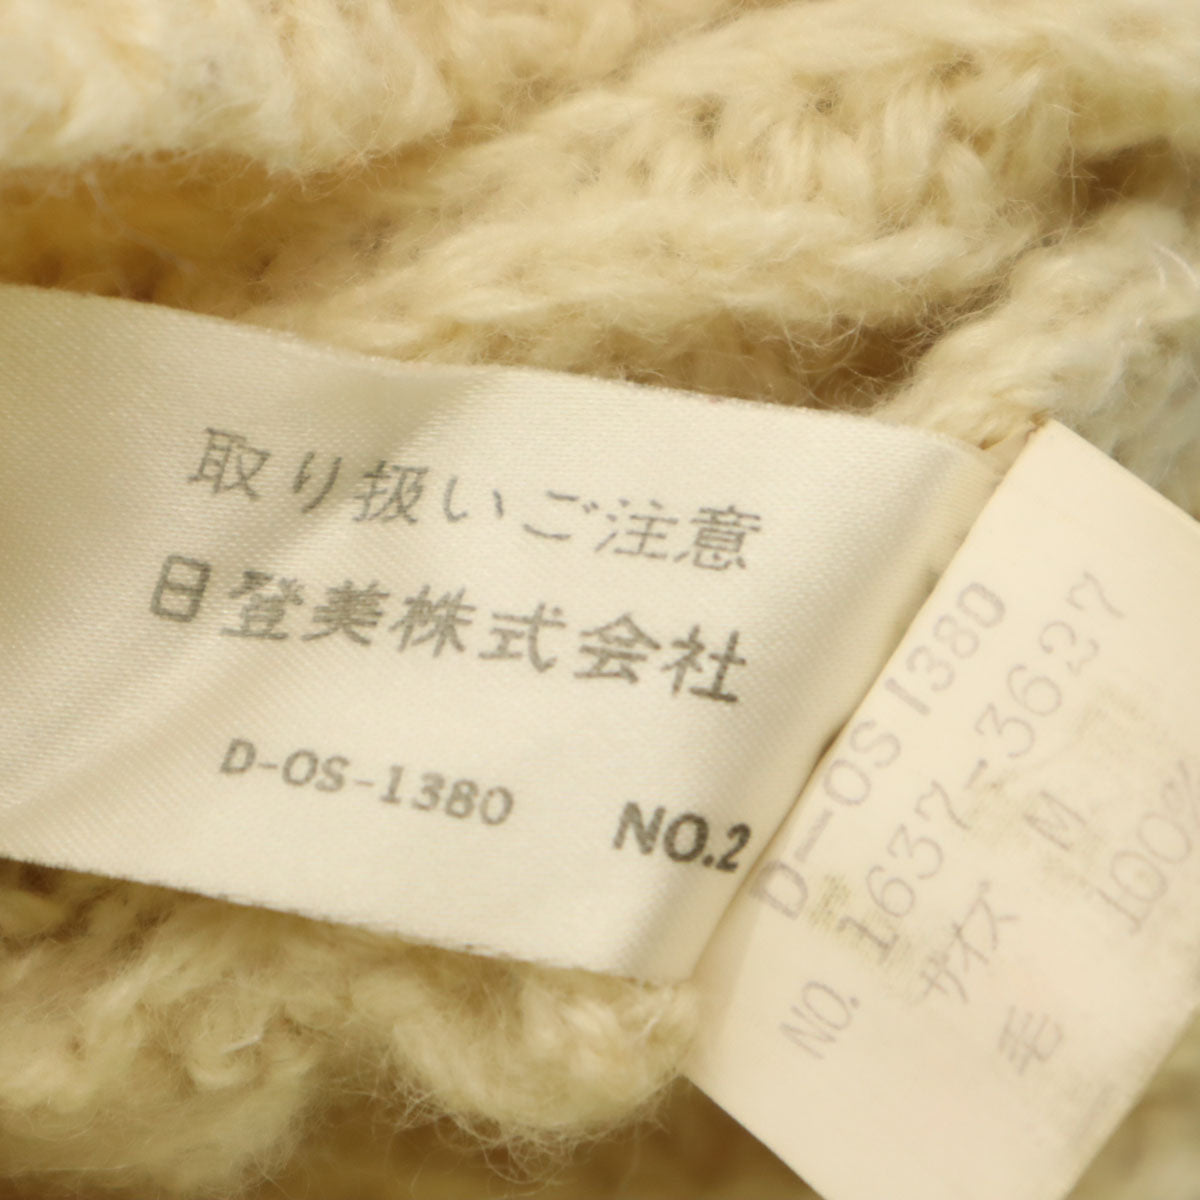 取り扱いご注意
日登美株式会社
D-OS-1380
NO.2
D-OS1380
NO. 1637-3627
サイズ M
毛 100%